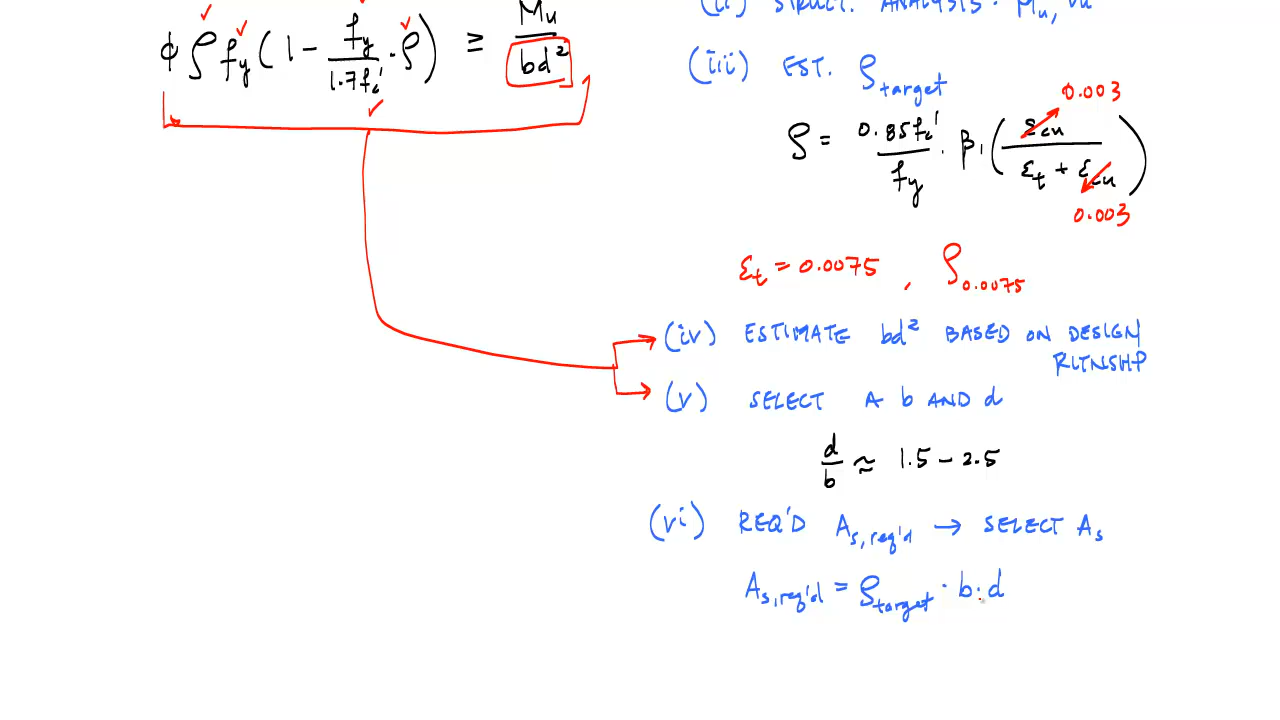 ϕ ρ f_y ( 1 - f_y / 1.7f_c' · ρ ) ≥ M_u / bd²
(ii) STRUCT. ANALYSIS · M_u, V_u
(iii) EST. ρ_target
ρ = 0.85f_c' / f_y · β_1 ( ε_cu / ε_t + ε_cu )
0.003
0.003
ε_t = 0.0075 , ρ_0.0075
(iv) ESTIMATE bd² BASED ON DESIGN
RLTNSHP
(v) SELECT A b AND d
d / b ≈ 1.5 – 2.5
(vi) REQ'D A_s,req'd → SELECT A_s
A_s,req'd = ρ_target · b · d